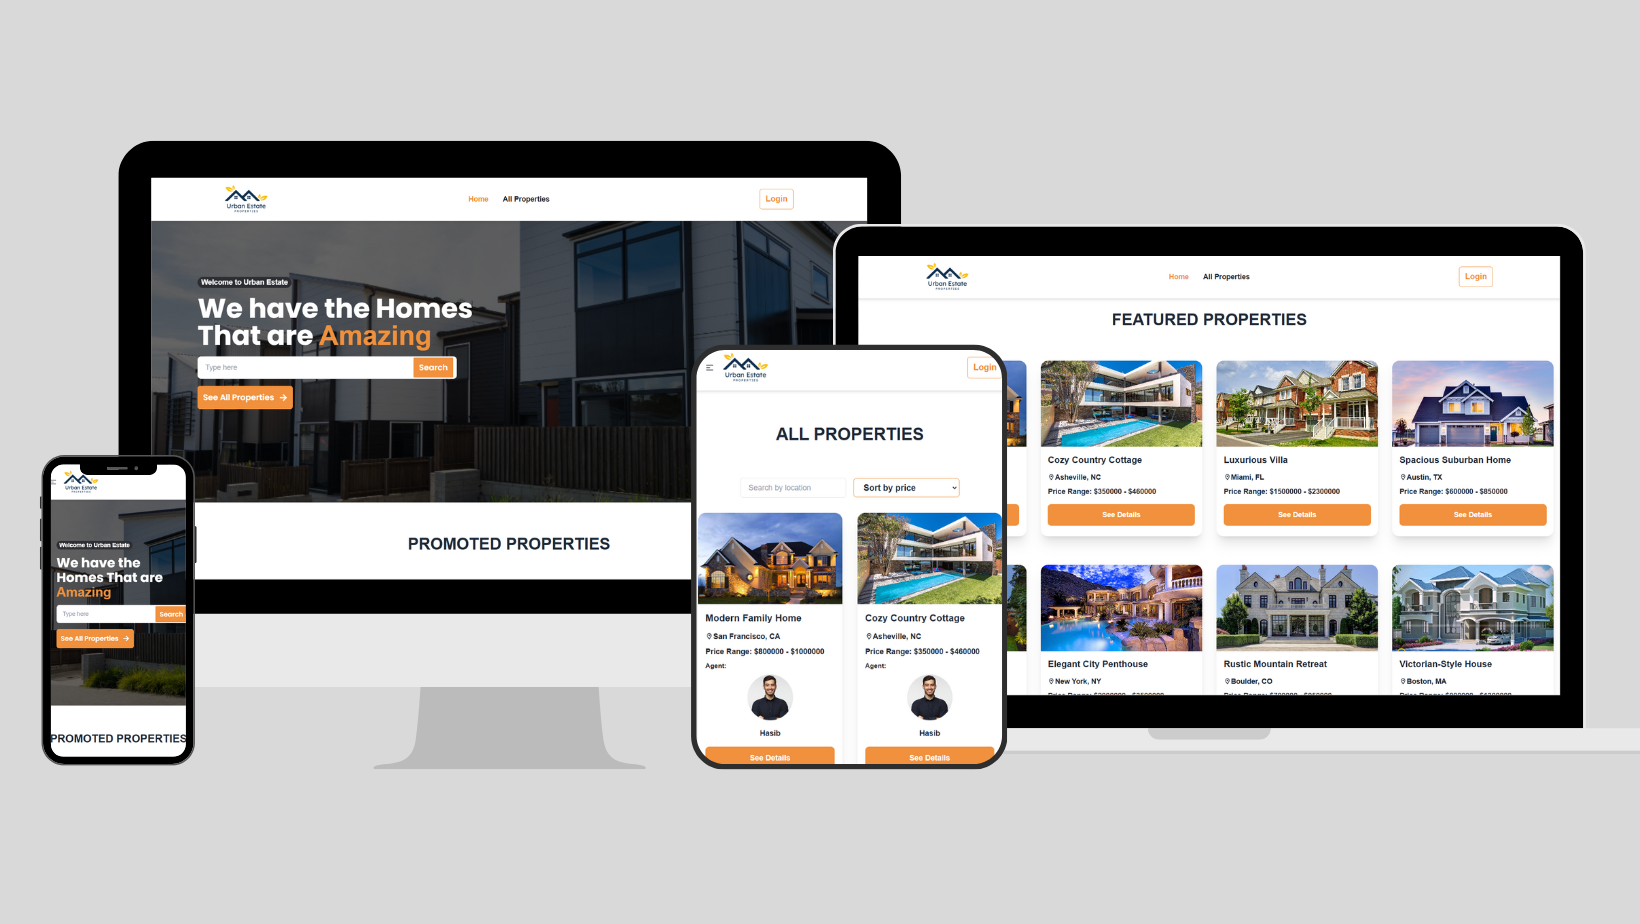 Urban Estate
PROPERTIES
Home
All Properties
Login
Welcome to Urban Estate
We have the Homes
That are Amazing
Type here
Search
See All Properties
PROMOTED PROPERTIES
Urban Estate
PROPERTIES
Home
All Properties
Login
FEATURED PROPERTIES
Cozy Country Cottage
Asheville, NC
Price Range: $350000 - $460000
See Details
Luxurious Villa
Miami, FL
Price Range: $1500000 - $2300000
See Details
Spacious Suburban Home
Austin, TX
Price Range: $600000 - $850000
See Details
Elegant City Penthouse
New York, NY
Rustic Mountain Retreat
Boulder, CO
Victorian-Style House
Boston, MA
Urban Estate
PROPERTIES
Login
ALL PROPERTIES
Search by location
Sort by price
Modern Family Home
San Francisco, CA
Price Range: $800000 - $1000000
Agent:
Hasib
See Details
Cozy Country Cottage
Asheville, NC
Price Range: $350000 - $460000
Agent:
Hasib
See Details
Urban Estate
PROPERTIES
Welcome to Urban Estate
We have the
Homes That are
Amazing
Type here
Search
See All Properties
PROMOTED PROPERTIES